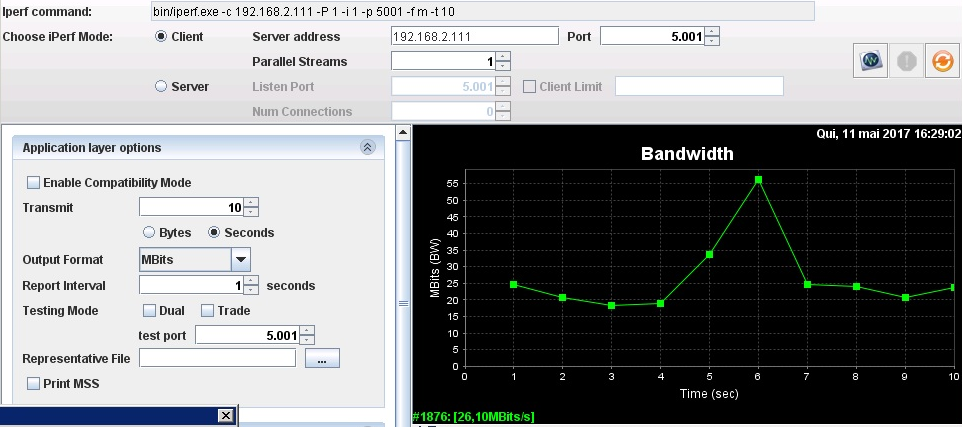 Iperf command: bin/iperf.exe -c 192.168.2.111 -P 1 -i 1 -p 5001 -f m -t 10
Choose iPerf Mode: Client Server address 192.168.2.111 Port 5.001
Parallel Streams 1
Server Listen Port 5.001 Client Limit
Num Connections 0
Application layer options
Enable Compatibility Mode
Transmit 10
Bytes Seconds
Output Format MBits
Report Interval 1 seconds
Testing Mode Dual Trade
test port 5.001
Representative File ...
Print MSS
Qui, 11 mai 2017 16:29:02
Bandwidth
MBits (BW)
55
50
45
40
35
30
25
20
15
10
5
0
0 1 2 3 4 5 6 7 8 9 10
Time (sec)
#1876: [26,10MBits/s]